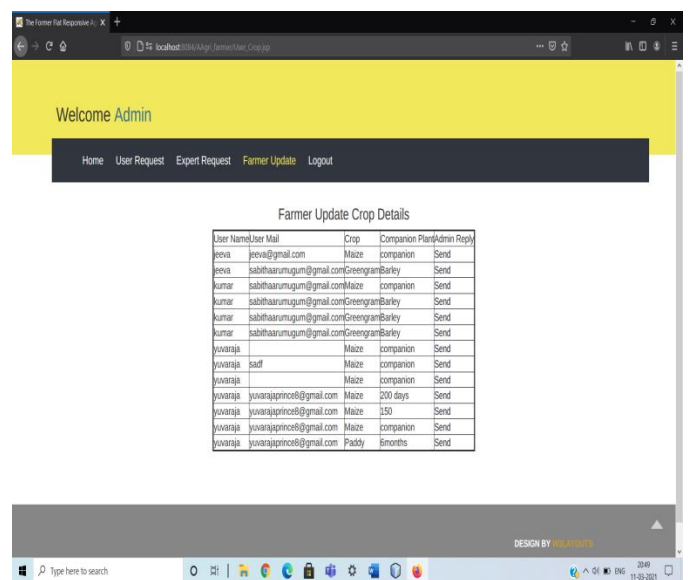 The Former Flat Responsive Ag X +
localhost:8084/AAgri_farmer/User_Crop.jsp
Welcome Admin
Home User Request Expert Request Farmer Update Logout
Farmer Update Crop Details
User Name User Mail Crop Companion Plant Admin Reply
jeeva jeeva@gmail.com Maize companion Send
jeeva sabithaarumugum@gmail.com Greengram Barley Send
kumar sabithaarumugum@gmail.com Maize companion Send
kumar sabithaarumugum@gmail.com Greengram Barley Send
kumar sabithaarumugum@gmail.com Greengram Barley Send
kumar sabithaarumugum@gmail.com Greengram Barley Send
yuvaraja Maize companion Send
yuvaraja sadf Maize companion Send
yuvaraja Maize companion Send
yuvaraja yuvarajaprince8@gmail.com Maize 200 days Send
yuvaraja yuvarajaprince8@gmail.com Maize 150 Send
yuvaraja yuvarajaprince8@gmail.com Maize companion Send
yuvaraja yuvarajaprince8@gmail.com Paddy 6months Send
DESIGN BY W3LAYOUTS
Type here to search
ENG
20:49
11-03-2021